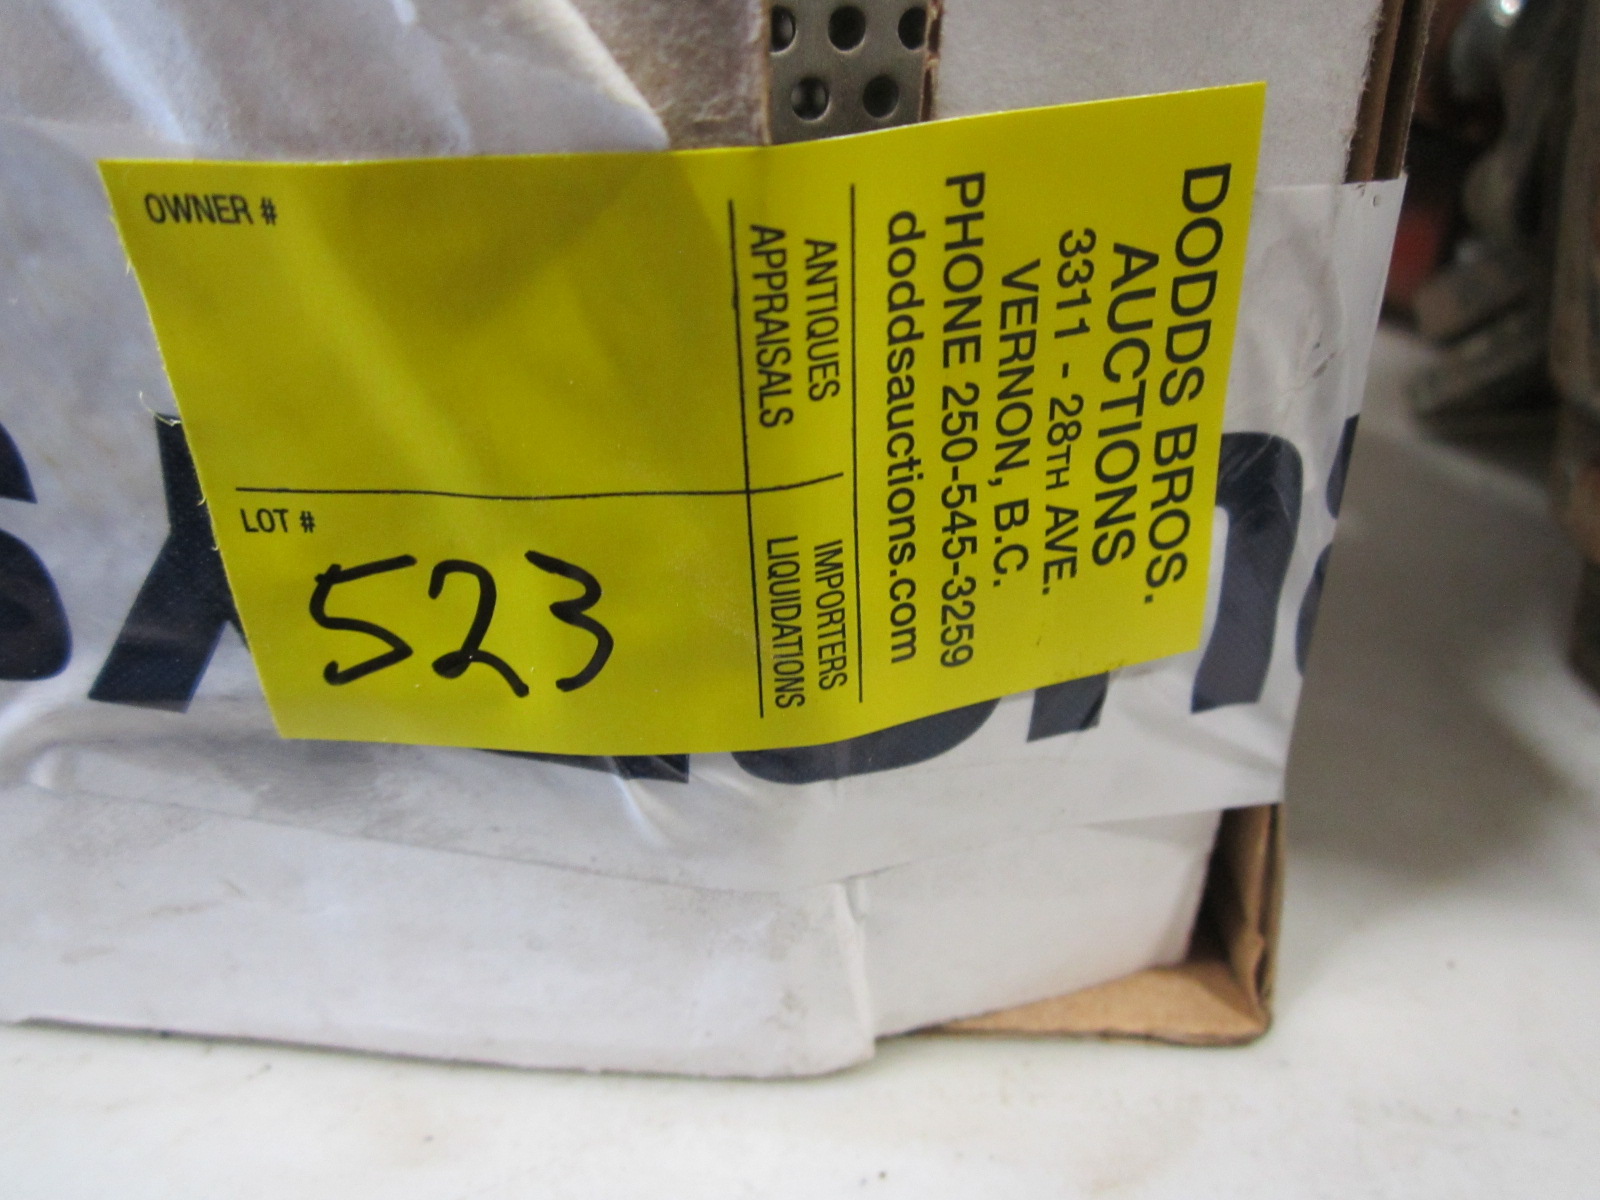 DODDS BROS.
AUCTIONS
3311 - 28TH AVE.
VERNON, B.C.
PHONE 250-545-3259
doddsauctions.com
ANTIQUES | IMPORTERS
APPRAISALS LIQUIDATIONS
OWNER #
LOT #
523